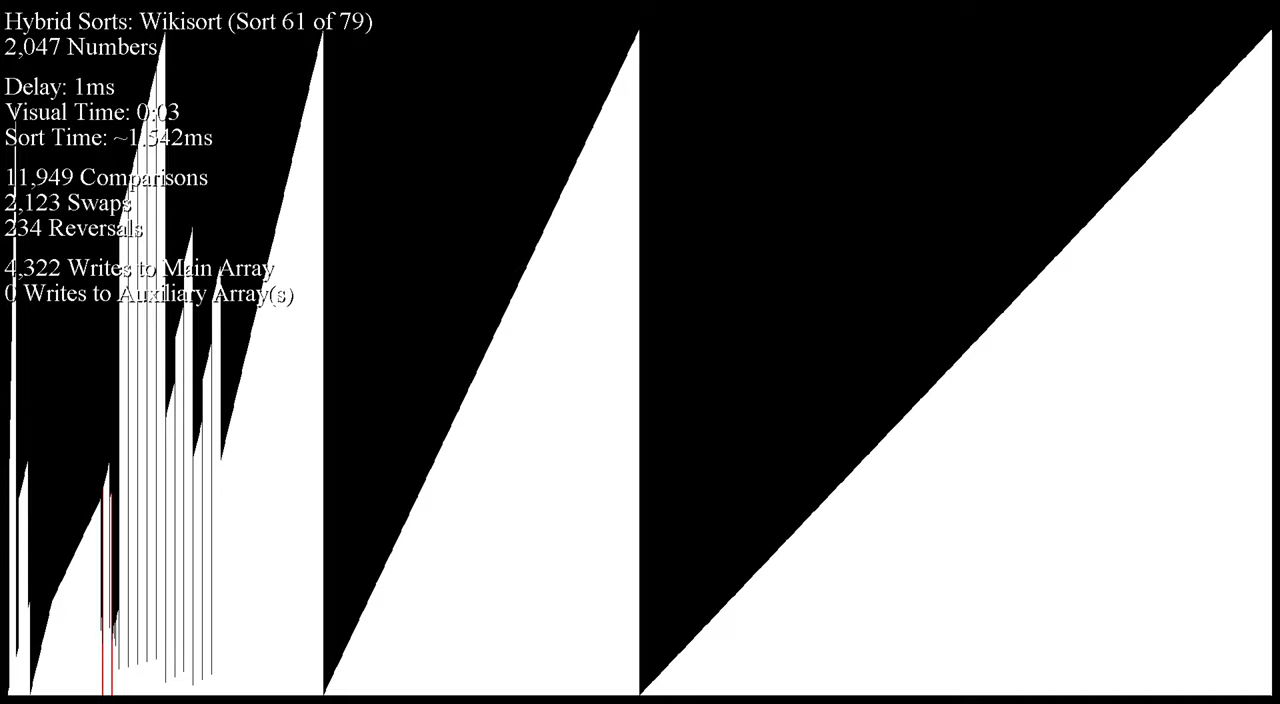 Hybrid Sorts: Wikisort (Sort 61 of 79)
2,047 Numbers
Delay: 1ms
Visual Time: 0:03
Sort Time: ~1.542ms
11,949 Comparisons
2,123 Swaps
234 Reversals
4,322 Writes to Main Array
0 Writes to Auxiliary Array(s)